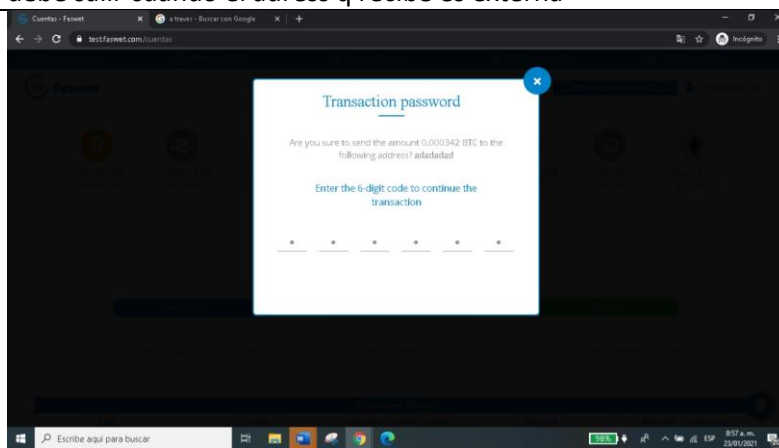 debe salir cuando el adress q recibe es externa
Cuentas - Faswet
a traves - Buscar con Google
test.faswet.com/cuentas
Incógnito
Faswet
Transaction password
Are you sure to send the amount 0.000342 BTC to the
following address? adadadad
Enter the 6-digit code to continue the
transaction
Escribe aquí para buscar
98%
ESP
8:57 a. m.
23/01/2021